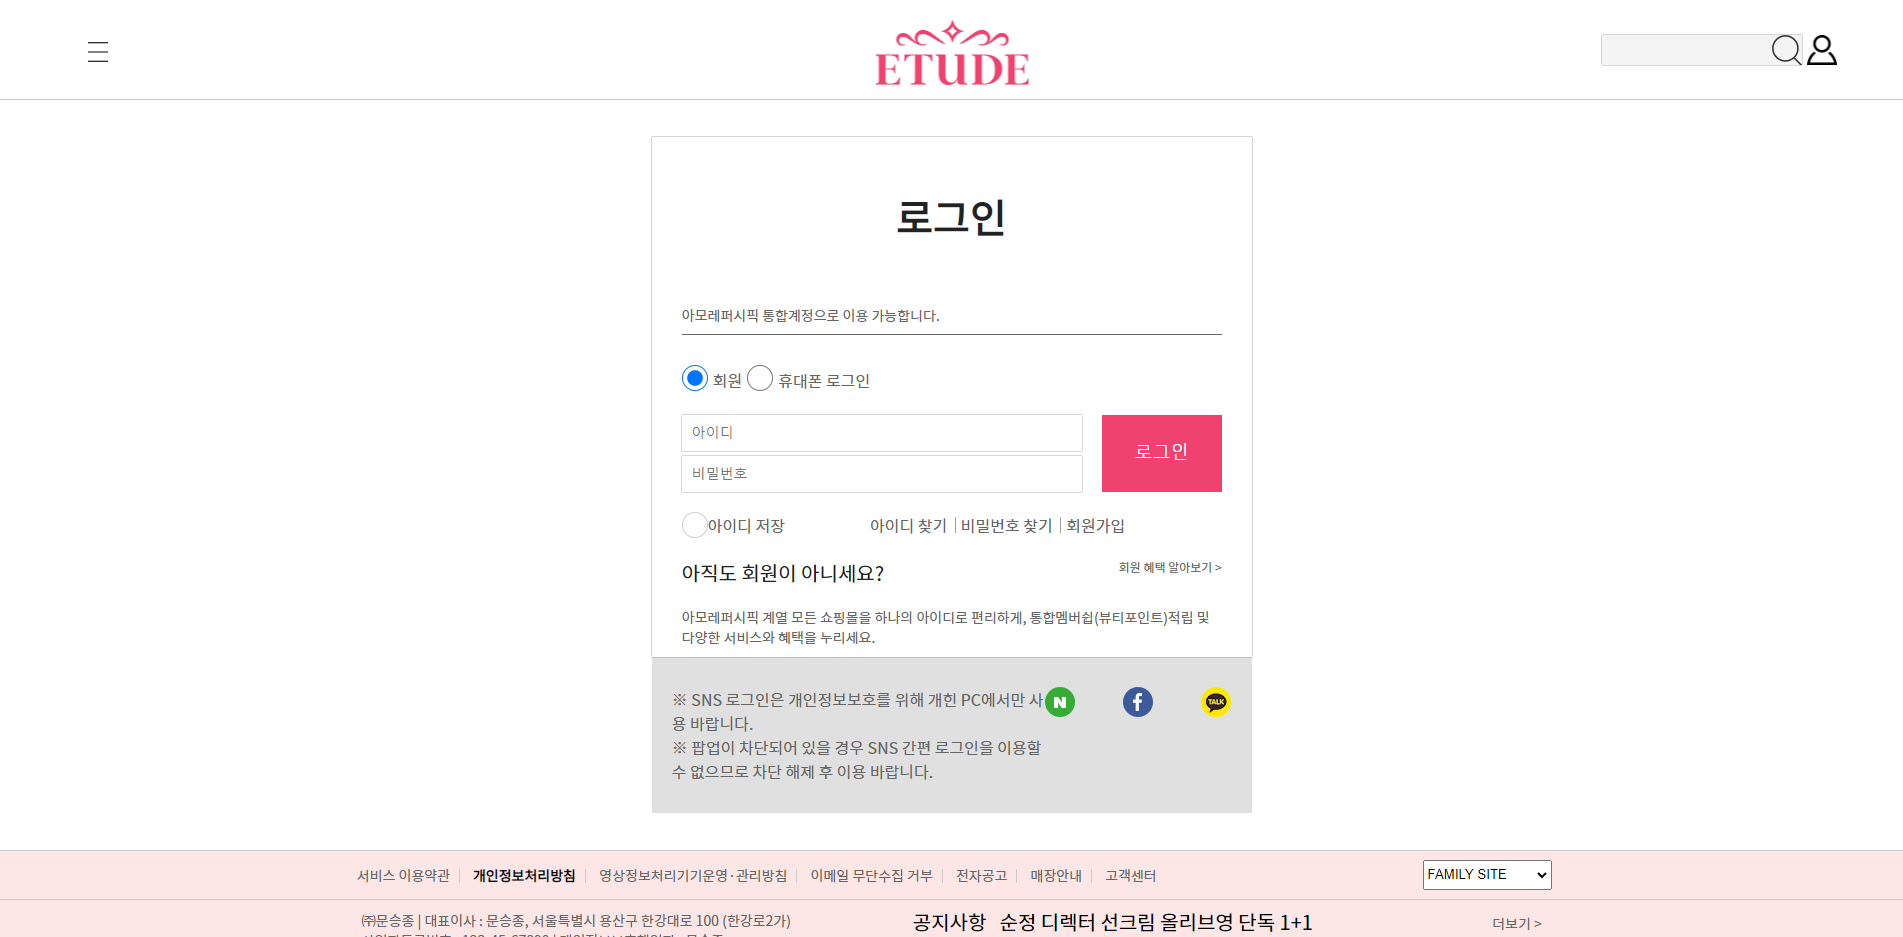 ETUDE
로그인
아모레퍼시픽 통합계정으로 이용 가능합니다.
회원 휴대폰 로그인
아이디
비밀번호
로그인
아이디 저장 아이디 찾기 비밀번호 찾기 회원가입
아직도 회원이 아니세요? 회원 혜택 알아보기 >
아모레퍼시픽 계열 모든 쇼핑몰을 하나의 아이디로 편리하게, 통합멤버쉽(뷰티포인트)적립 및
다양한 서비스와 혜택을 누리세요.
※ SNS 로그인은 개인정보보호를 위해 개힌 PC에서만 사
용 바랍니다.
※ 팝업이 차단되어 있을 경우 SNS 간편 로그인을 이용할
수 없으므로 차단 해제 후 이용 바랍니다.
N f TALK
서비스 이용약관 개인정보처리방침 영상정보처리기기운영·관리방침 이메일 무단수집 거부 전자공고 매장안내 고객센터
FAMILY SITE
㈜문승종 | 대표이사 : 문승종, 서울특별시 용산구 한강대로 100 (한강로2가)
공지사항 순정 디렉터 선크림 올리브영 단독 1+1 더보기 >